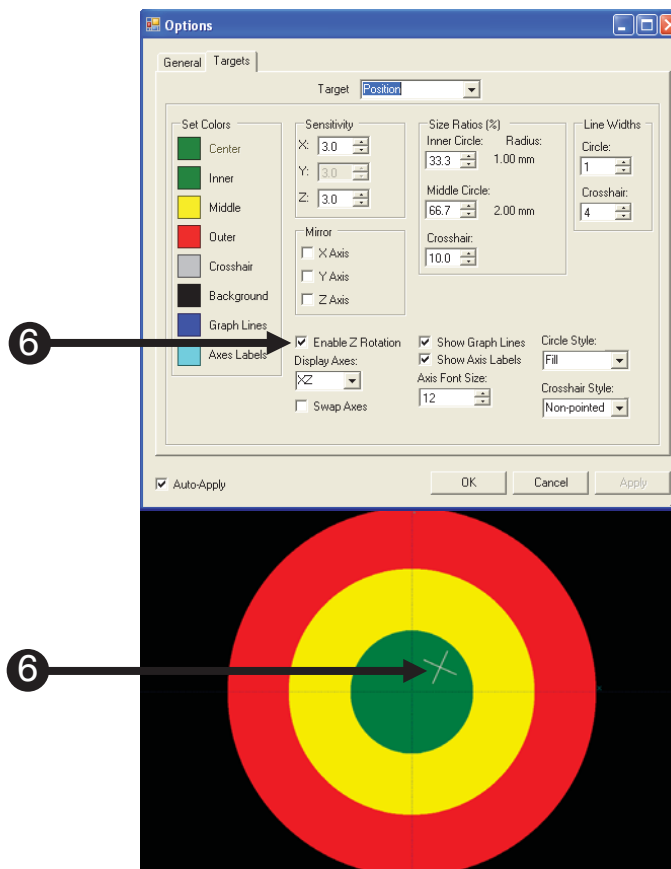 Options
General Targets
Target Position
Set Colors
Center
Inner
Middle
Outer
Crosshair
Background
Graph Lines
Axes Labels
Sensitivity
X: 3.0
Y: 3.0
Z: 3.0
Mirror
X Axis
Y Axis
Z Axis
Size Ratios (%)
Inner Circle: Radius:
33.3 1.00 mm
Middle Circle:
66.7 2.00 mm
Crosshair:
10.0
Line Widths
Circle:
1
Crosshair:
4
6
Enable Z Rotation
Display Axes:
XZ
Swap Axes
Show Graph Lines
Show Axis Labels
Axis Font Size:
12
Circle Style:
Fill
Crosshair Style:
Non-pointed
Auto-Apply OK Cancel Apply
6